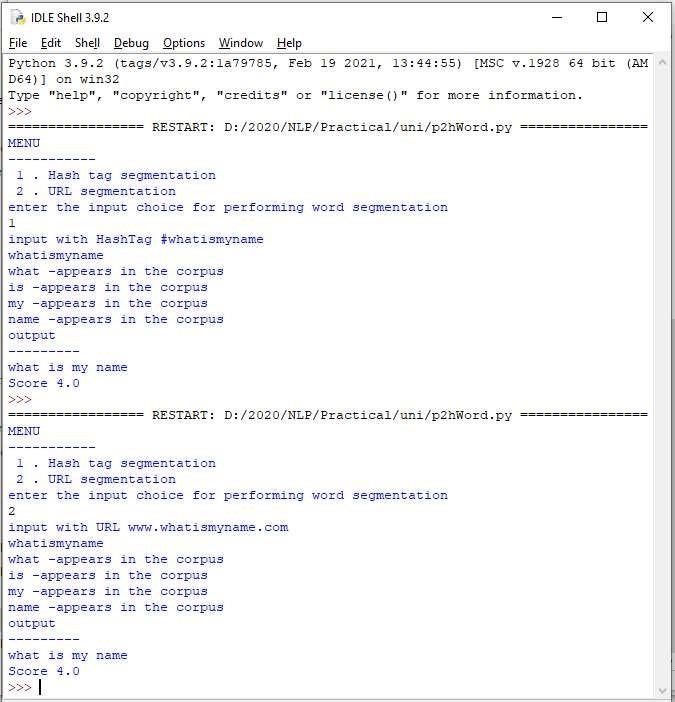 IDLE Shell 3.9.2
File Edit Shell Debug Options Window Help
Python 3.9.2 (tags/v3.9.2:1a79785, Feb 19 2021, 13:44:55) [MSC v.1928 64 bit (AM
D64)] on win32
Type "help", "copyright", "credits" or "license()" for more information.
>>>
================= RESTART: D:/2020/NLP/Practical/uni/p2hWord.py ================
MENU
-----------
 1 . Hash tag segmentation
 2 . URL segmentation
enter the input choice for performing word segmentation
1
input with HashTag #whatismyname
whatismyname
what -appears in the corpus
is -appears in the corpus
my -appears in the corpus
name -appears in the corpus
output
---------
what is my name
Score 4.0
>>>
================= RESTART: D:/2020/NLP/Practical/uni/p2hWord.py ================
MENU
-----------
 1 . Hash tag segmentation
 2 . URL segmentation
enter the input choice for performing word segmentation
2
input with URL www.whatismyname.com
whatismyname
what -appears in the corpus
is -appears in the corpus
my -appears in the corpus
name -appears in the corpus
output
---------
what is my name
Score 4.0
>>>